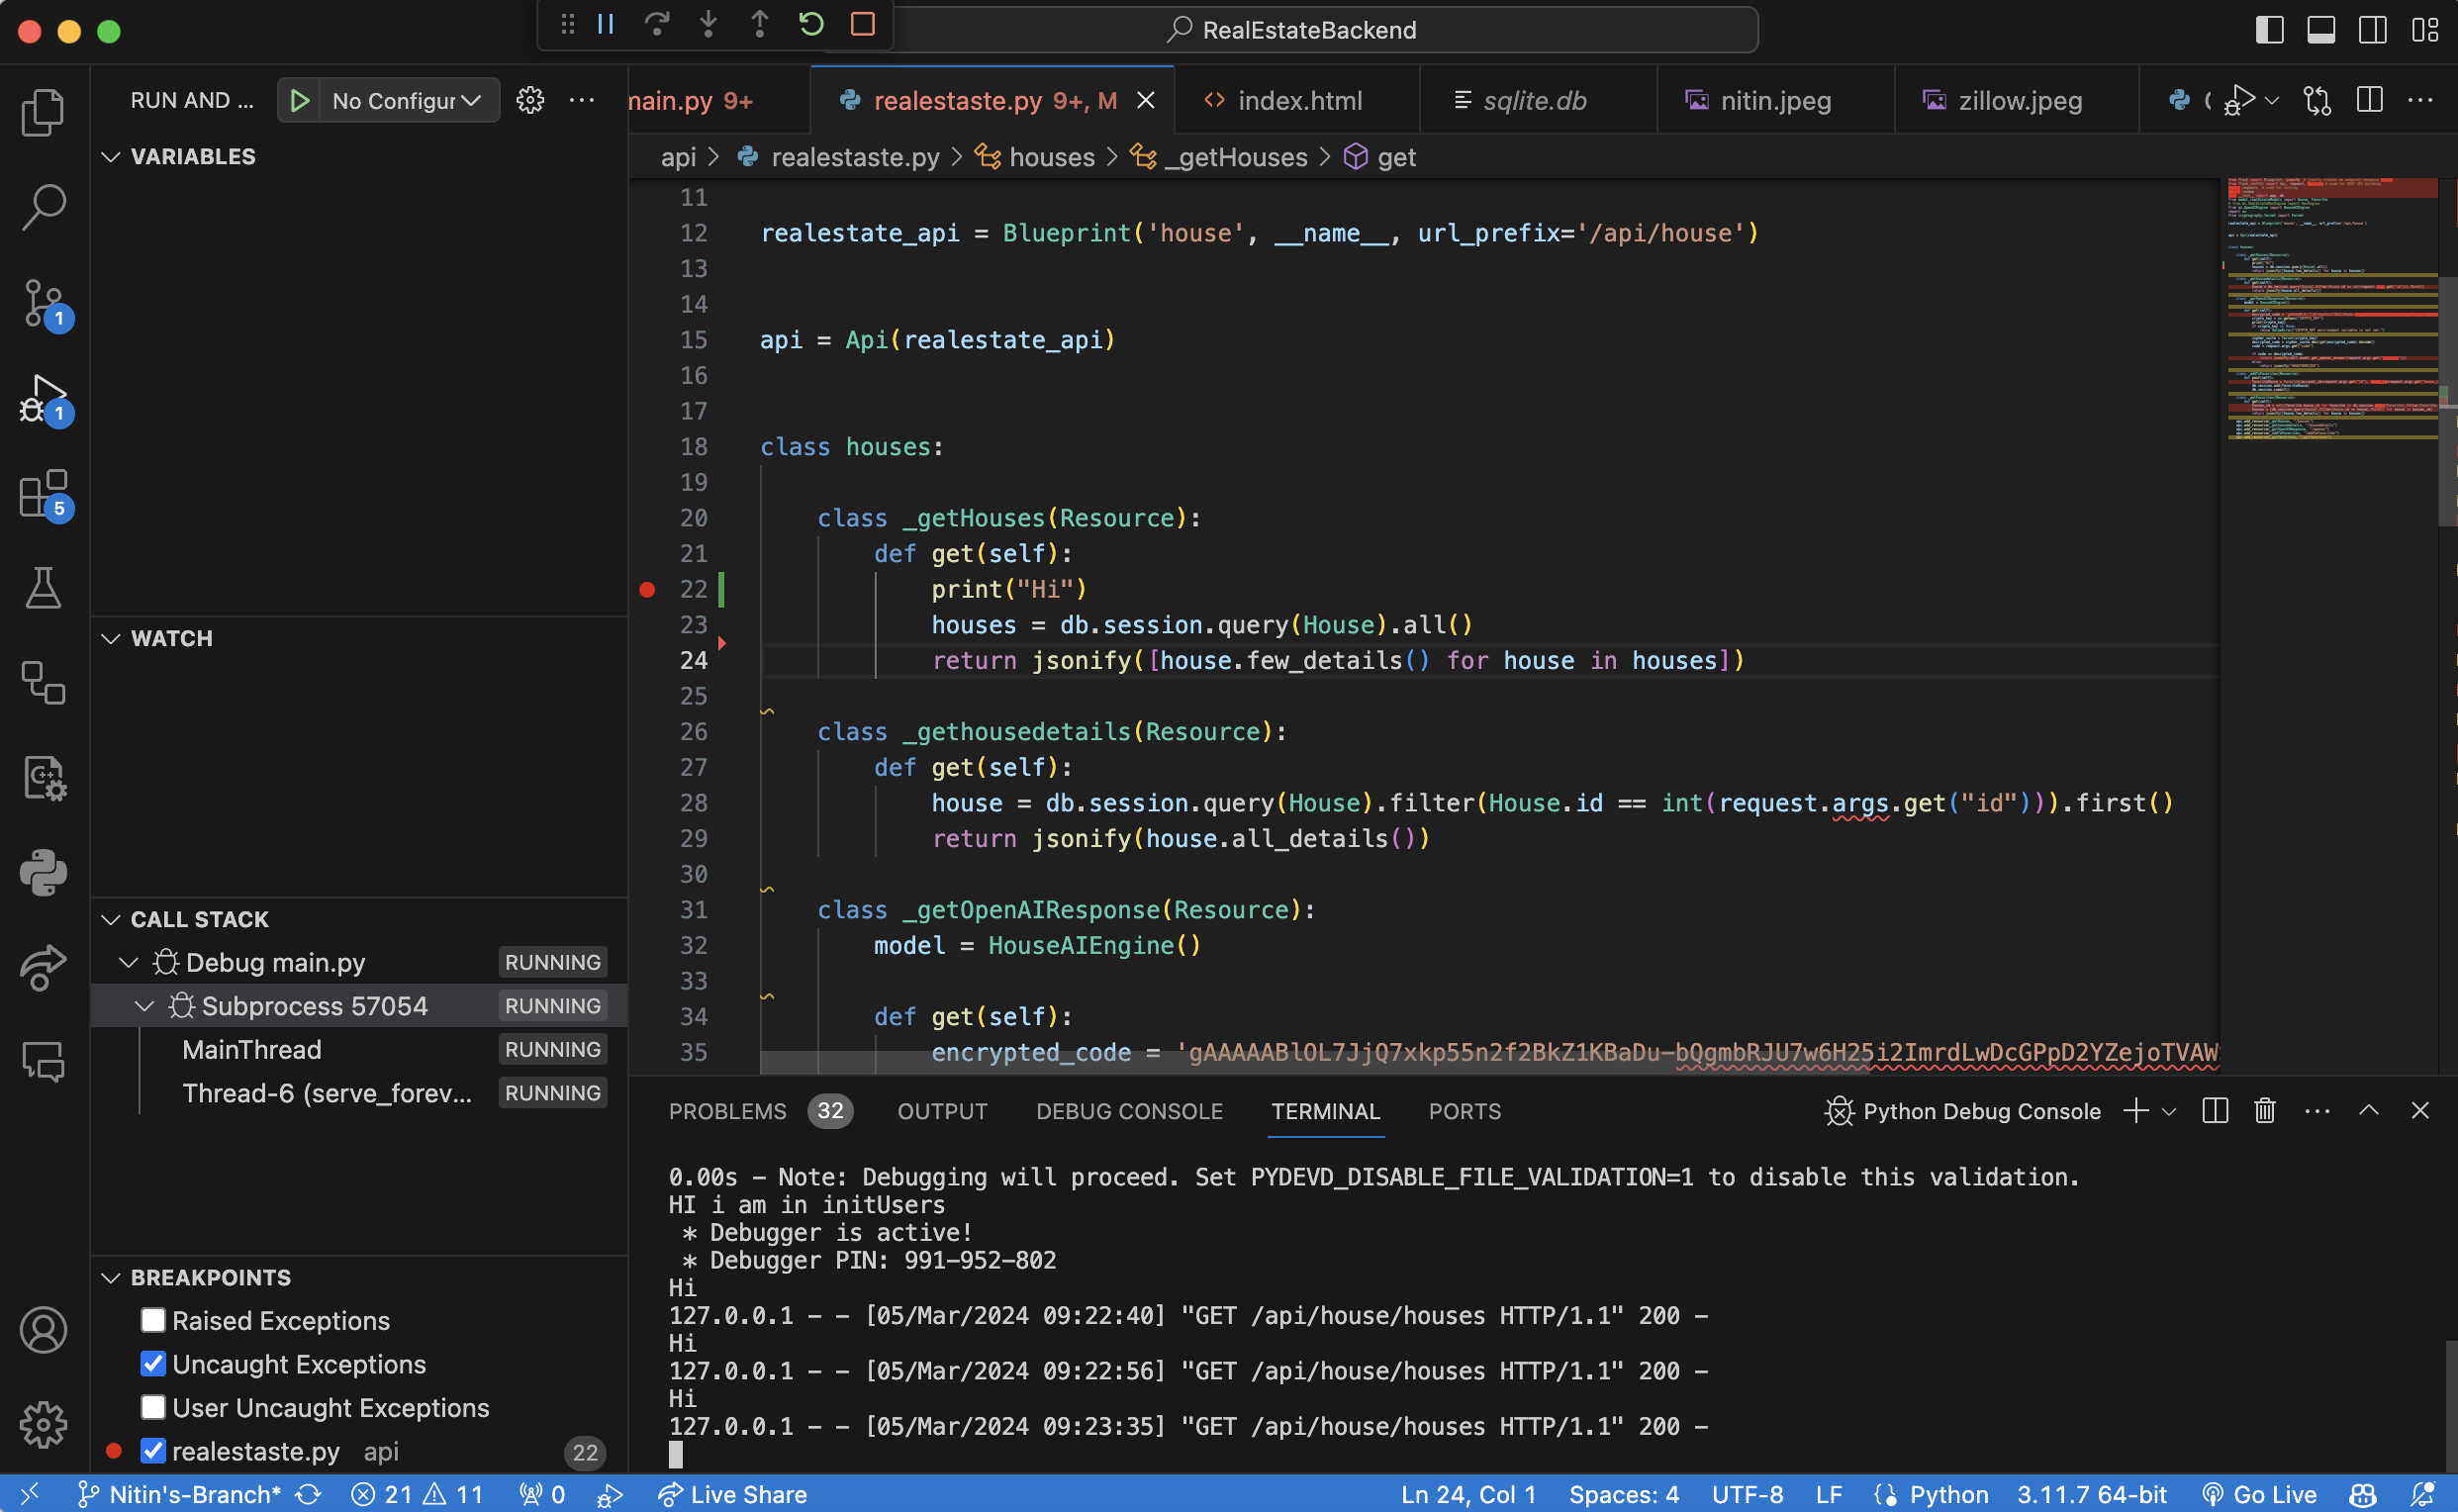 RealEstateBackend
RUN AND ...
No Configur
main.py 9+
realestaste.py 9+, M
index.html
sqlite.db
nitin.jpeg
zillow.jpeg
api > realestaste.py > houses > _getHouses > get
VARIABLES
WATCH
CALL STACK
Debug main.py RUNNING
Subprocess 57054 RUNNING
MainThread RUNNING
Thread-6 (serve_forev... RUNNING
BREAKPOINTS
Raised Exceptions
Uncaught Exceptions
User Uncaught Exceptions
realestaste.py api 22
1
1
5
11
12 realestate_api = Blueprint('house', __name__, url_prefix='/api/house')
13
14
15 api = Api(realestate_api)
16
17
18 class houses:
19
20 class _getHouses(Resource):
21 def get(self):
22 print("Hi")
23 houses = db.session.query(House).all()
24 return jsonify([house.few_details() for house in houses])
25
26 class _gethousedetails(Resource):
27 def get(self):
28 house = db.session.query(House).filter(House.id == int(request.args.get("id"))).first()
29 return jsonify(house.all_details())
30
31 class _getOpenAIResponse(Resource):
32 model = HouseAIEngine()
33
34 def get(self):
35 encrypted_code = 'gAAAAABlOL7JjQ7xkp55n2f2BkZ1KBaDu-bQgmbRJU7w6H25i2ImrdLwDcGPpD2YZejoTVAW
PROBLEMS 32 OUTPUT DEBUG CONSOLE TERMINAL PORTS
Python Debug Console
0.00s - Note: Debugging will proceed. Set PYDEVD_DISABLE_FILE_VALIDATION=1 to disable this validation.
HI i am in initUsers
* Debugger is active!
* Debugger PIN: 991-952-802
Hi
127.0.0.1 - - [05/Mar/2024 09:22:40] "GET /api/house/houses HTTP/1.1" 200 -
Hi
127.0.0.1 - - [05/Mar/2024 09:22:56] "GET /api/house/houses HTTP/1.1" 200 -
Hi
127.0.0.1 - - [05/Mar/2024 09:23:35] "GET /api/house/houses HTTP/1.1" 200 -
Nitin's-Branch* 21 11 0 Live Share Ln 24, Col 1 Spaces: 4 UTF-8 LF Python 3.11.7 64-bit Go Live